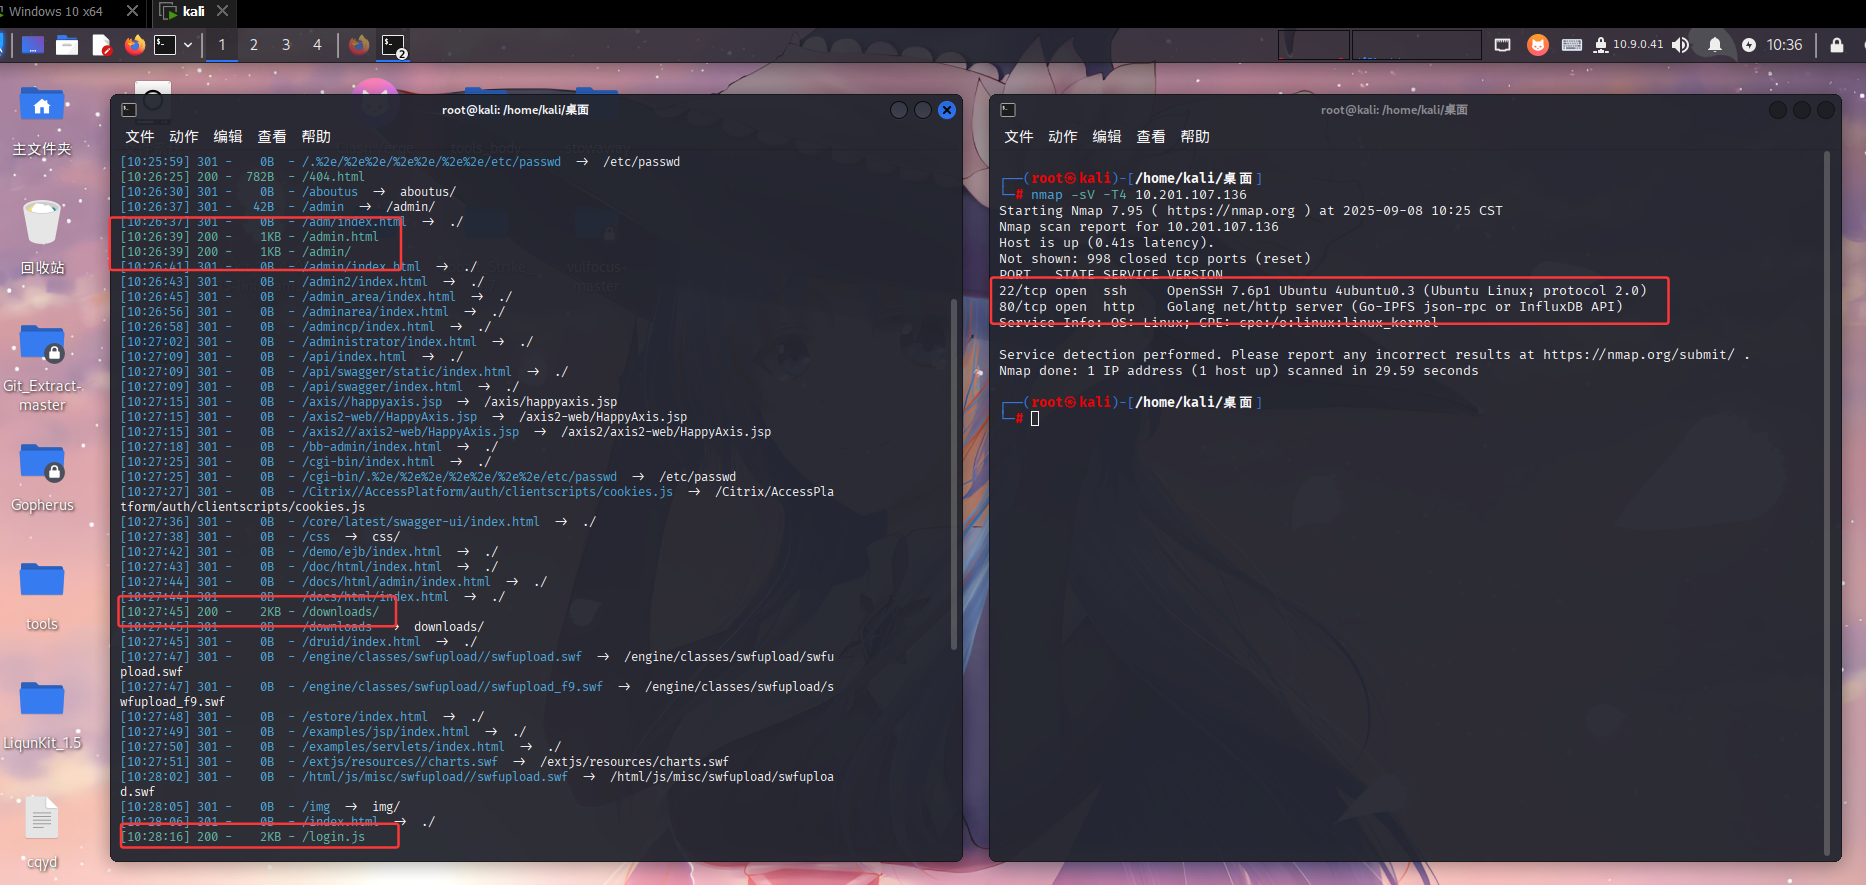 Windows 10 x64
kali
1 2 3 4
2
10.9.0.41
10:36
主文件夹
回收站
Git_Extract-
master
Gopherus
tools
LiqunKit_1.5
cqyd
root@kali: /home/kali/桌面
文件 动作 编辑 查看 帮助
[10:25:59] 301 -    0B  - /.%2e/%2e%2e/%2e%2e/%2e%2e/etc/passwd  →  /etc/passwd
[10:26:25] 200 -  782B  - /404.html
[10:26:30] 301 -    0B  - /aboutus  →  aboutus/
[10:26:37] 301 -   42B  - /admin  →  /admin/
[10:26:37] 301 -    0B  - /adm/index.html  →  ./
[10:26:39] 200 -    1KB - /admin.html
[10:26:39] 200 -    1KB - /admin/
[10:26:41] 301 -    0B  - /admin/index.html  →  ./
[10:26:43] 301 -    0B  - /admin2/index.html  →  ./
[10:26:45] 301 -    0B  - /admin_area/index.html  →  ./
[10:26:56] 301 -    0B  - /adminarea/index.html  →  ./
[10:26:58] 301 -    0B  - /admincp/index.html  →  ./
[10:27:02] 301 -    0B  - /administrator/index.html  →  ./
[10:27:09] 301 -    0B  - /api/index.html  →  ./
[10:27:09] 301 -    0B  - /api/swagger/static/index.html  →  ./
[10:27:09] 301 -    0B  - /api/swagger/index.html  →  ./
[10:27:15] 301 -    0B  - /axis//happyaxis.jsp  →  /axis/happyaxis.jsp
[10:27:15] 301 -    0B  - /axis2-web//HappyAxis.jsp  →  /axis2-web/HappyAxis.jsp
[10:27:15] 301 -    0B  - /axis2//axis2-web/HappyAxis.jsp  →  /axis2/axis2-web/HappyAxis.jsp
[10:27:18] 301 -    0B  - /bb-admin/index.html  →  ./
[10:27:25] 301 -    0B  - /cgi-bin/index.html  →  ./
[10:27:25] 301 -    0B  - /cgi-bin/.%2e/%2e%2e/%2e%2e/%2e%2e/etc/passwd  →  /etc/passwd
[10:27:27] 301 -    0B  - /Citrix//AccessPlatform/auth/clientscripts/cookies.js  →  /Citrix/AccessPla
tform/auth/clientscripts/cookies.js
[10:27:36] 301 -    0B  - /core/latest/swagger-ui/index.html  →  ./
[10:27:38] 301 -    0B  - /css  →  css/
[10:27:42] 301 -    0B  - /demo/ejb/index.html  →  ./
[10:27:43] 301 -    0B  - /doc/html/index.html  →  ./
[10:27:44] 301 -    0B  - /docs/html/admin/index.html  →  ./
[10:27:44] 301 -    0B  - /docs/html/index.html  →  ./
[10:27:45] 200 -    2KB - /downloads/
[10:27:45] 301 -    0B  - /downloads  →  downloads/
[10:27:45] 301 -    0B  - /druid/index.html  →  ./
[10:27:47] 301 -    0B  - /engine/classes/swfupload//swfupload.swf  →  /engine/classes/swfupload/swfu
pload.swf
[10:27:47] 301 -    0B  - /engine/classes/swfupload//swfupload_f9.swf  →  /engine/classes/swfupload/s
wfupload_f9.swf
[10:27:48] 301 -    0B  - /estore/index.html  →  ./
[10:27:49] 301 -    0B  - /examples/jsp/index.html  →  ./
[10:27:50] 301 -    0B  - /examples/servlets/index.html  →  ./
[10:27:51] 301 -    0B  - /extjs/resources//charts.swf  →  /extjs/resources/charts.swf
[10:28:02] 301 -    0B  - /html/js/misc/swfupload//swfupload.swf  →  /html/js/misc/swfupload/swfuploa
d.swf
[10:28:05] 301 -    0B  - /img  →  img/
[10:28:06] 301 -    0B  - /index.html  →  ./
[10:28:16] 200 -    2KB - /login.js
root@kali: /home/kali/桌面
文件 动作 编辑 查看 帮助
┌──(root㉿kali)-[/home/kali/桌面]
└─# nmap -sV -T4 10.201.107.136
Starting Nmap 7.95 ( https://nmap.org ) at 2025-09-08 10:25 CST
Nmap scan report for 10.201.107.136
Host is up (0.41s latency).
Not shown: 998 closed tcp ports (reset)
PORT   STATE SERVICE VERSION
22/tcp open  ssh     OpenSSH 7.6p1 Ubuntu 4ubuntu0.3 (Ubuntu Linux; protocol 2.0)
80/tcp open  http    Golang net/http server (Go-IPFS json-rpc or InfluxDB API)
Service Info: OS: Linux; CPE: cpe:/o:linux:linux_kernel
Service detection performed. Please report any incorrect results at https://nmap.org/submit/ .
Nmap done: 1 IP address (1 host up) scanned in 29.59 seconds
┌──(root㉿kali)-[/home/kali/桌面]
└─#